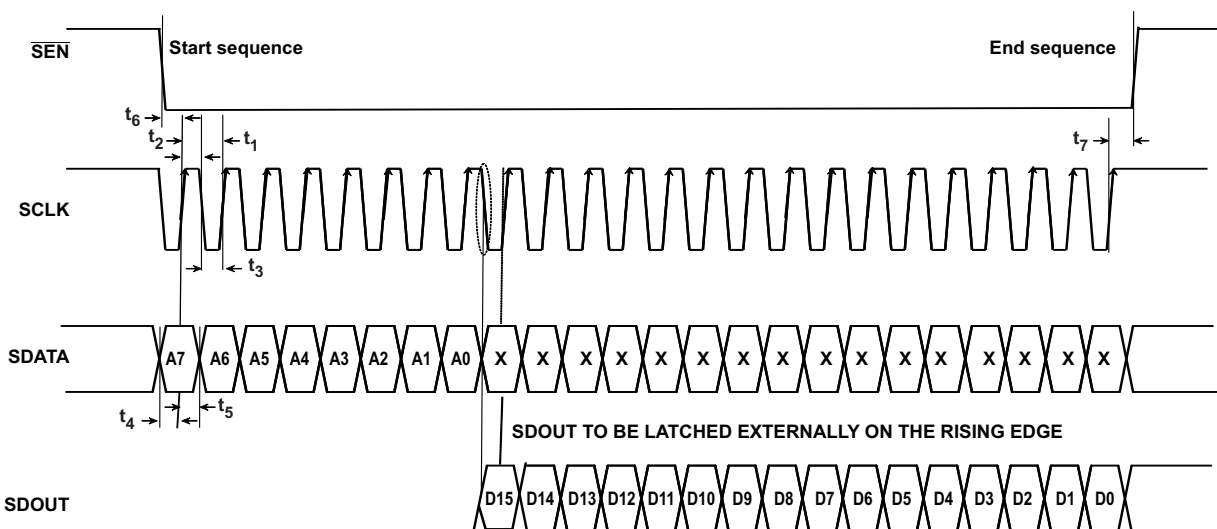 SEN
Start sequence
End sequence
t6
t2
t1
t7
SCLK
t3
SDATA
A7 A6 A5 A4 A3 A2 A1 A0 X X X X X X X X X X X X X X X X
t4
t5
SDOUT TO BE LATCHED EXTERNALLY ON THE RISING EDGE
SDOUT
D15 D14 D13 D12 D11 D10 D9 D8 D7 D6 D5 D4 D3 D2 D1 D0